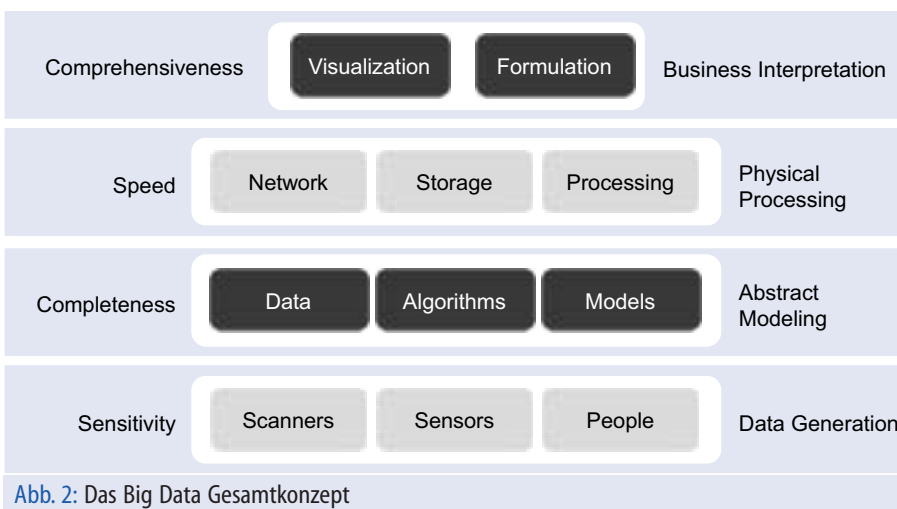 Comprehensiveness Visualization Formulation Business Interpretation
Speed Network Storage Processing Physical
Processing
Completeness Data Algorithms Models Abstract
Modeling
Sensitivity Scanners Sensors People Data Generation
Abb. 2: Das Big Data Gesamtkonzept